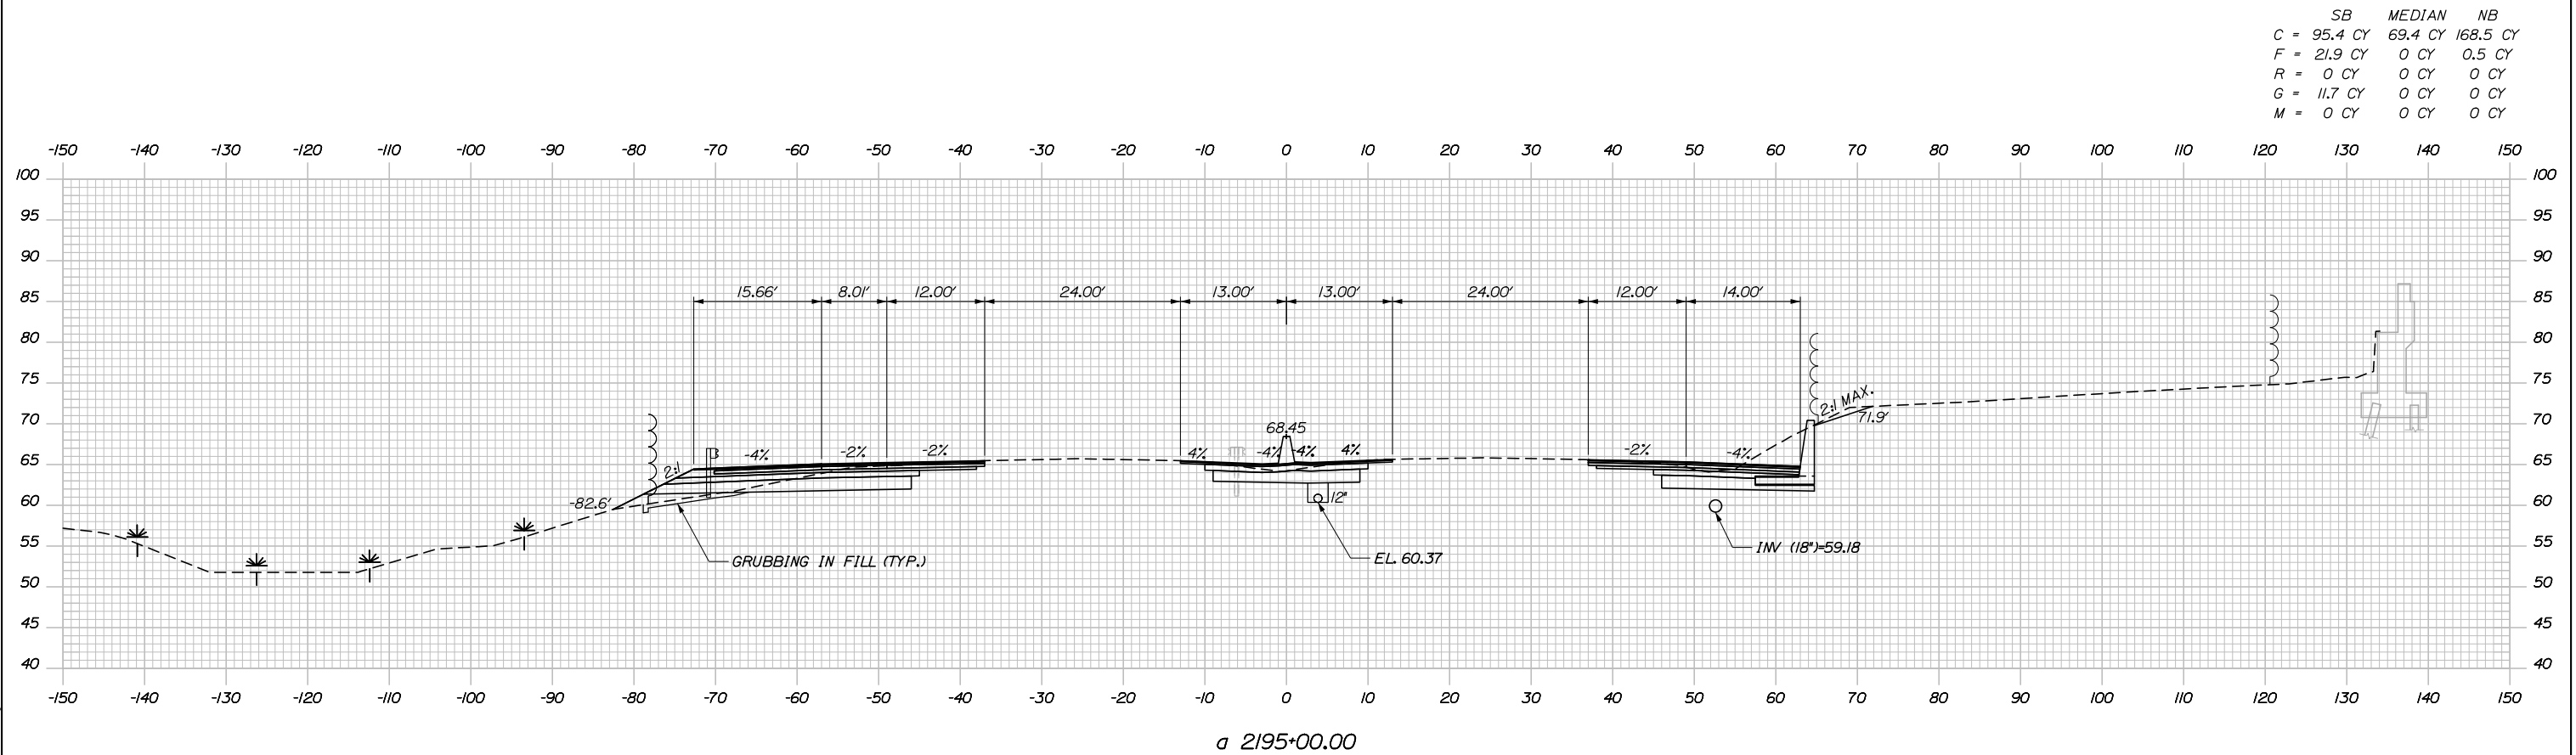 SB MEDIAN NB
C = 95.4 CY 69.4 CY 168.5 CY
F = 21.9 CY 0 CY 0.5 CY
R = 0 CY 0 CY 0 CY
G = 11.7 CY 0 CY 0 CY
M = 0 CY 0 CY 0 CY
-150 -140 -130 -120 -110 -100 -90 -80 -70 -60 -50 -40 -30 -20 -10 0 10 20 30 40 50 60 70 80 90 100 110 120 130 140 150
100 100
95 95
90 90
85 85
15.66' 8.01' 12.00' 24.00' 13.00' 13.00' 24.00' 12.00' 14.00'
80 80
75 75
2:1 MAX.
71.9'
70 70
68.45
-4% -2% -2% 4% -4% -4% 4% -2% -4%
65 65
2:1
-82.6'
60 60
12"
55 55
GRUBBING IN FILL (TYP.)
EL. 60.37
INV (18")=59.18
50 50
45 45
40 40
-150 -140 -130 -120 -110 -100 -90 -80 -70 -60 -50 -40 -30 -20 -10 0 10 20 30 40 50 60 70 80 90 100 110 120 130 140 150
a 2195+00.00